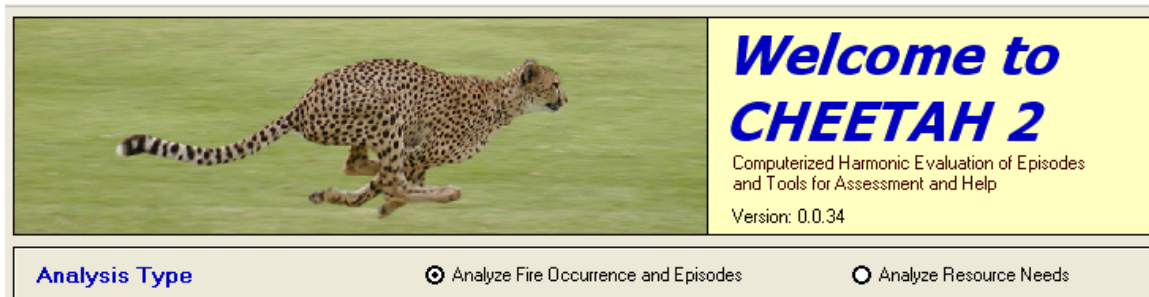 Welcome to
CHEETAH 2
Computerized Harmonic Evaluation of Episodes
and Tools for Assessment and Help
Version: 0.0.34
Analysis Type
Analyze Fire Occurrence and Episodes
Analyze Resource Needs